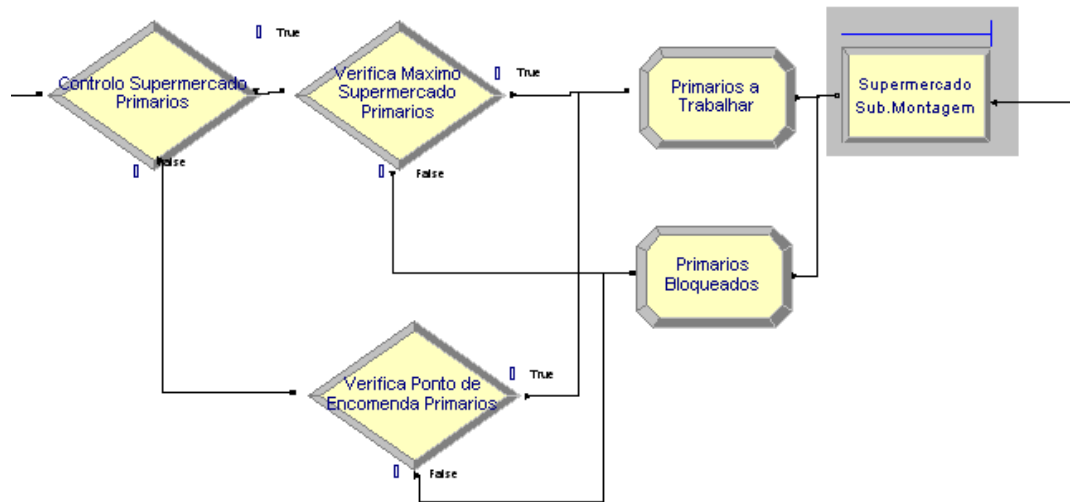 True
Controlo Supermercado
Primarios
False
Verifica Maximo
Supermercado
Primarios
True
False
Primarios a
Trabalhar
Supermercado
Sub.Montagem
Primarios
Bloqueados
Verifica Ponto de
Encomenda Primarios
True
False